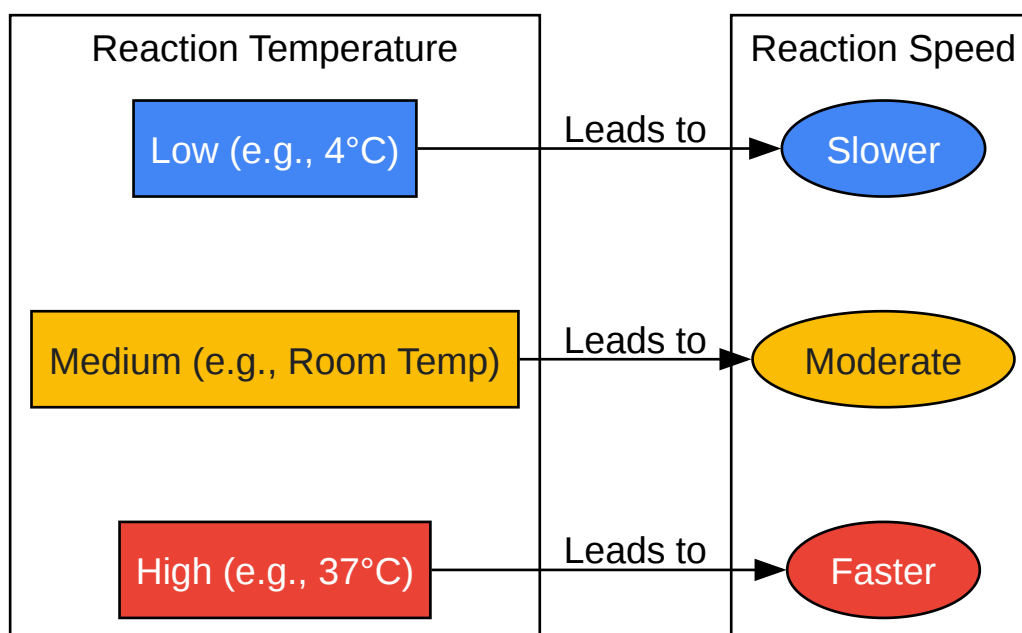 Reaction Temperature
Reaction Speed
Low (e.g., 4°C)
Leads to
Slower
Medium (e.g., Room Temp)
Leads to
Moderate
High (e.g., 37°C)
Leads to
Faster